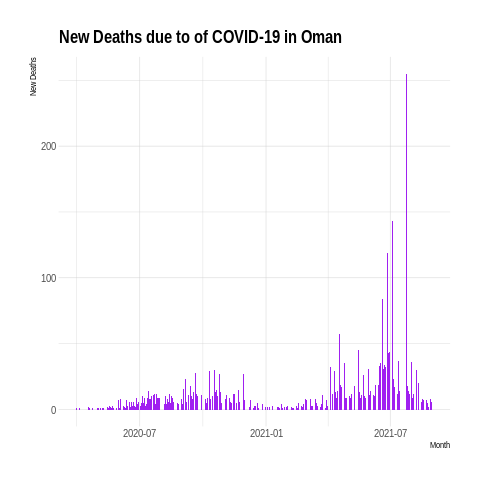 New Deaths due to of COVID-19 in Oman
New Deaths
200
100
0
2020-07
2021-01
2021-07
Month